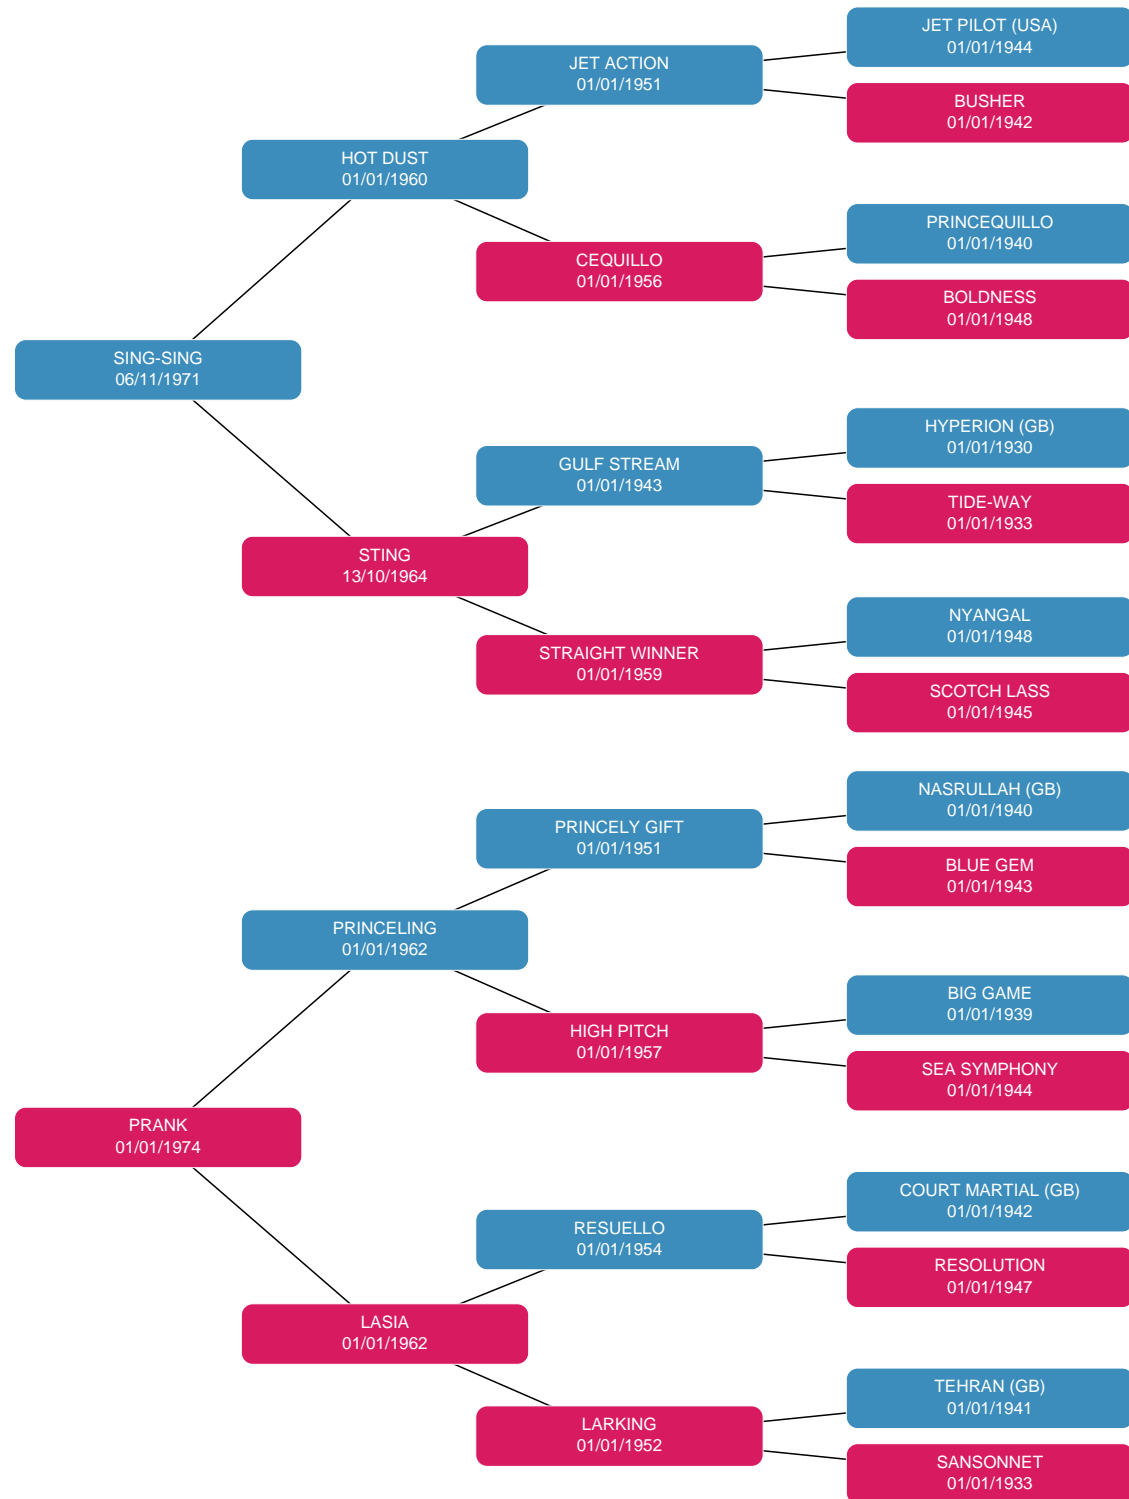 JET PILOT (USA)
01/01/1944
JET ACTION
01/01/1951
BUSHER
01/01/1942
HOT DUST
01/01/1960
PRINCEQUILLO
01/01/1940
CEQUILLO
01/01/1956
BOLDNESS
01/01/1948
SING-SING
06/11/1971
HYPERION (GB)
01/01/1930
GULF STREAM
01/01/1943
TIDE-WAY
01/01/1933
STING
13/10/1964
NYANGAL
01/01/1948
STRAIGHT WINNER
01/01/1959
SCOTCH LASS
01/01/1945
NASRULLAH (GB)
01/01/1940
PRINCELY GIFT
01/01/1951
BLUE GEM
01/01/1943
PRINCELING
01/01/1962
BIG GAME
01/01/1939
HIGH PITCH
01/01/1957
SEA SYMPHONY
01/01/1944
PRANK
01/01/1974
COURT MARTIAL (GB)
01/01/1942
RESUELLO
01/01/1954
RESOLUTION
01/01/1947
LASIA
01/01/1962
TEHRAN (GB)
01/01/1941
LARKING
01/01/1952
SANSONNET
01/01/1933